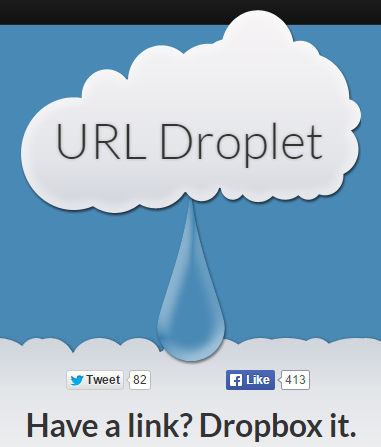 URL Droplet
Tweet 82 Like 413
Have a link? Dropbox it.